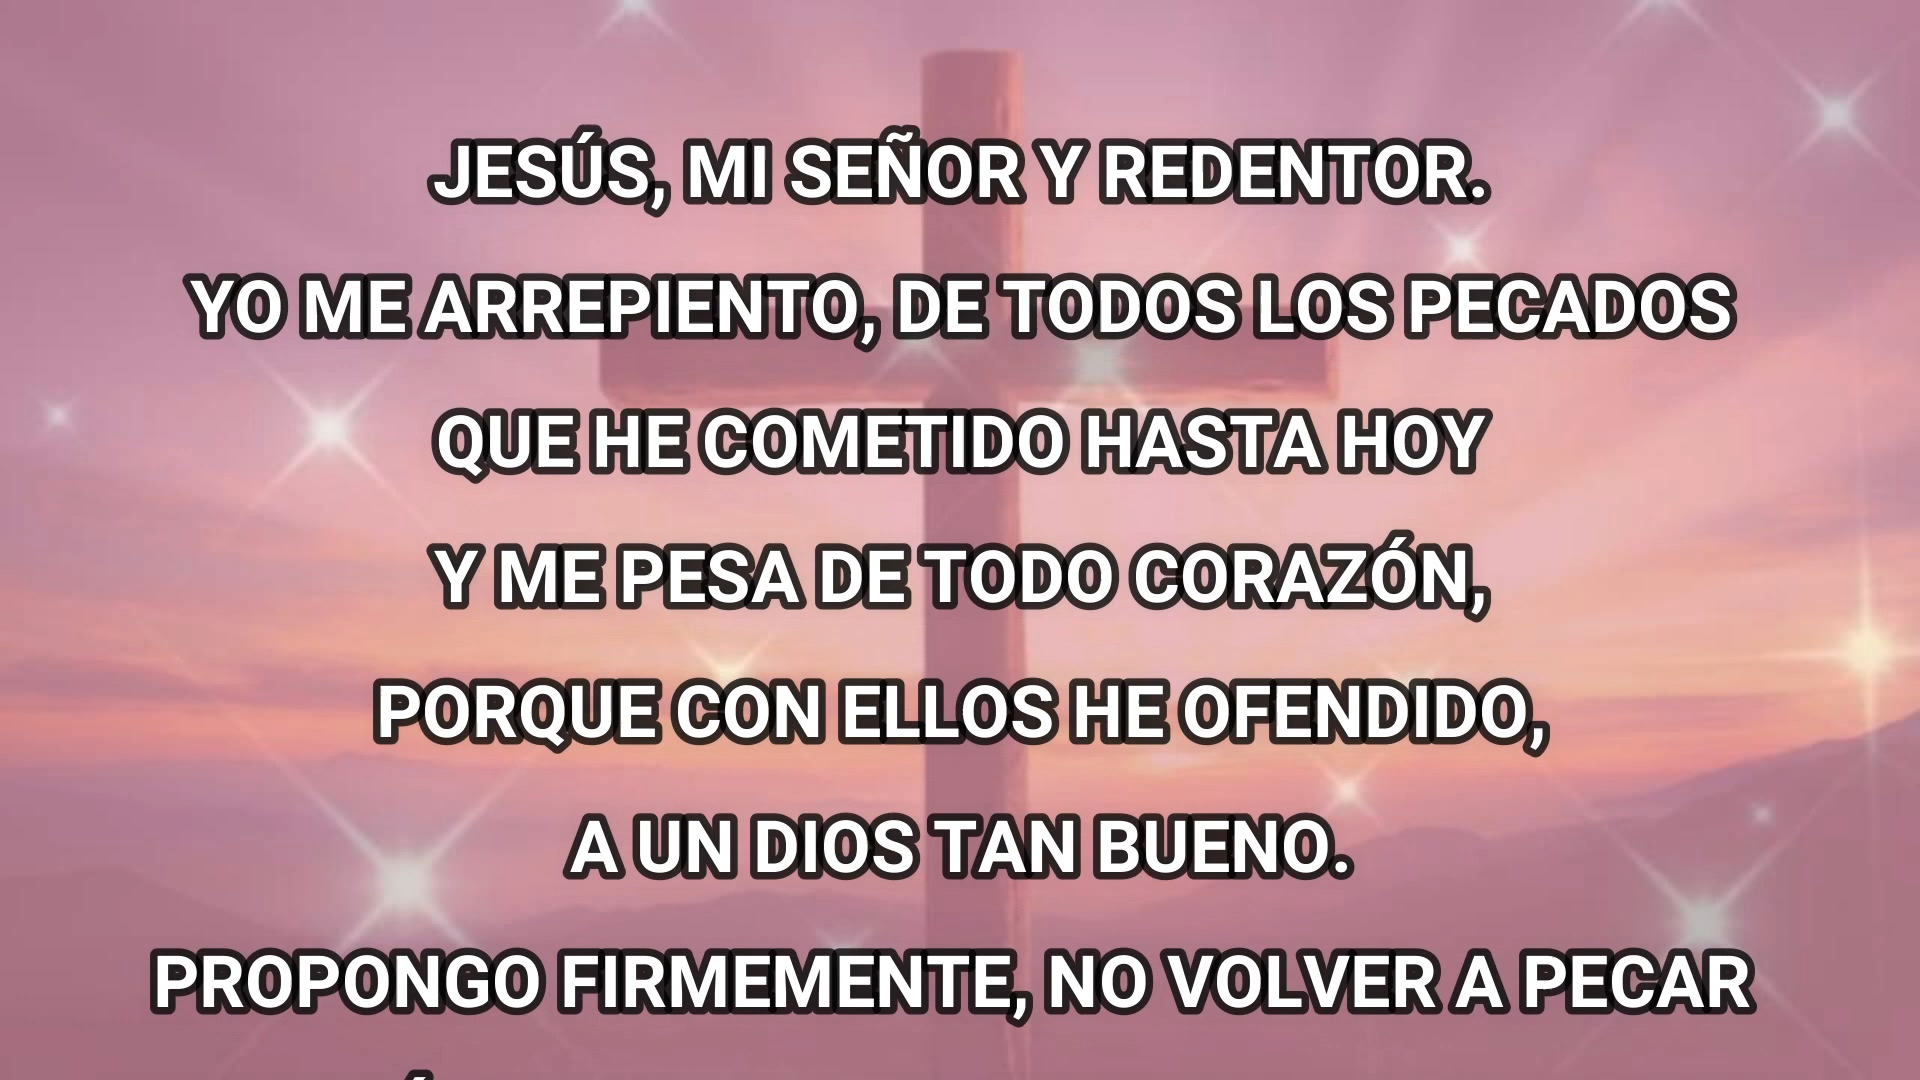 JESÚS, MI SEÑOR Y REDENTOR.
YO ME ARREPIENTO, DE TODOS LOS PECADOS
QUE HE COMETIDO HASTA HOY
Y ME PESA DE TODO CORAZÓN,
PORQUE CON ELLOS HE OFENDIDO,
A UN DIOS TAN BUENO.
PROPONGO FIRMEMENTE, NO VOLVER A PECAR